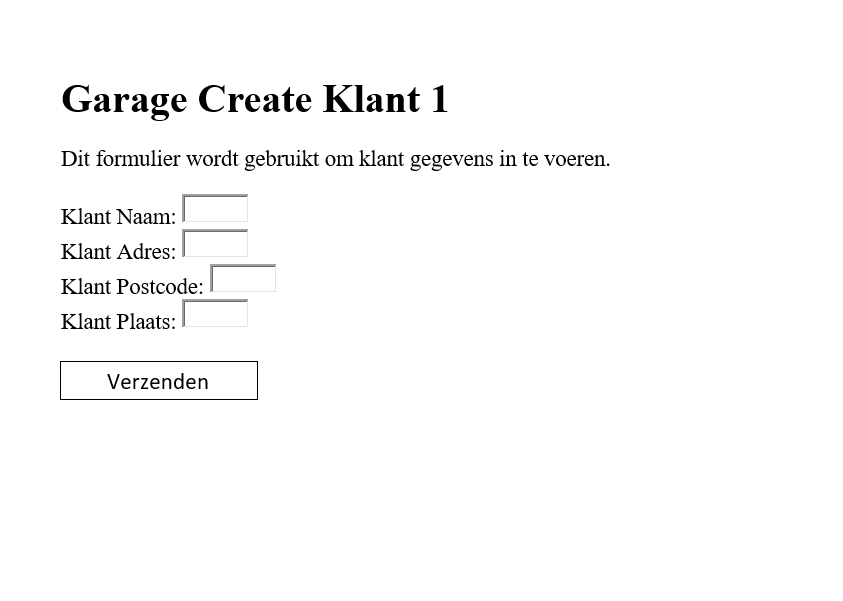 Garage Create Klant 1
Dit formulier wordt gebruikt om klant gegevens in te voeren.
Klant Naam:
Klant Adres:
Klant Postcode:
Klant Plaats:
Verzenden